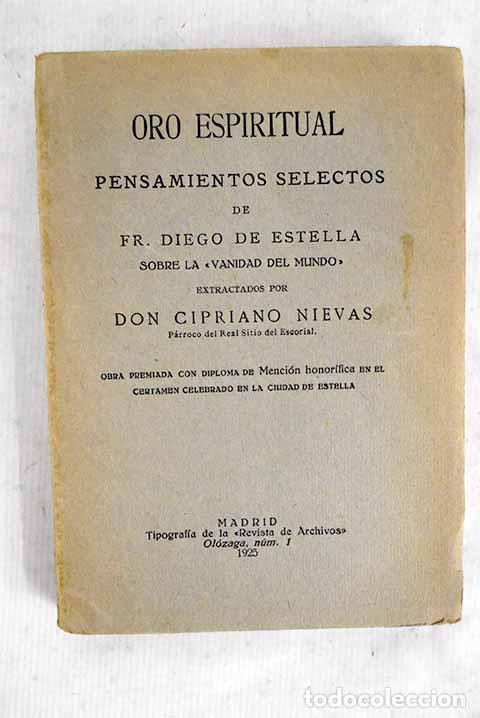 ORO ESPIRITUAL
PENSAMIENTOS SELECTOS
DE
FR. DIEGO DE ESTELLA
SOBRE LA «VANIDAD DEL MUNDO»
EXTRACTADOS POR
DON CIPRIANO NIEVAS
Párroco del Real Sitio del Escorial.
OBRA PREMIADA CON DIPLOMA DE Mención honorífica EN EL
CERTAMEN CELEBRADO EN LA CIUDAD DE ESTELLA
MADRID
Tipografía de la «Revista de Archivos»
Olózaga, núm. 1
1925
todocoleccion